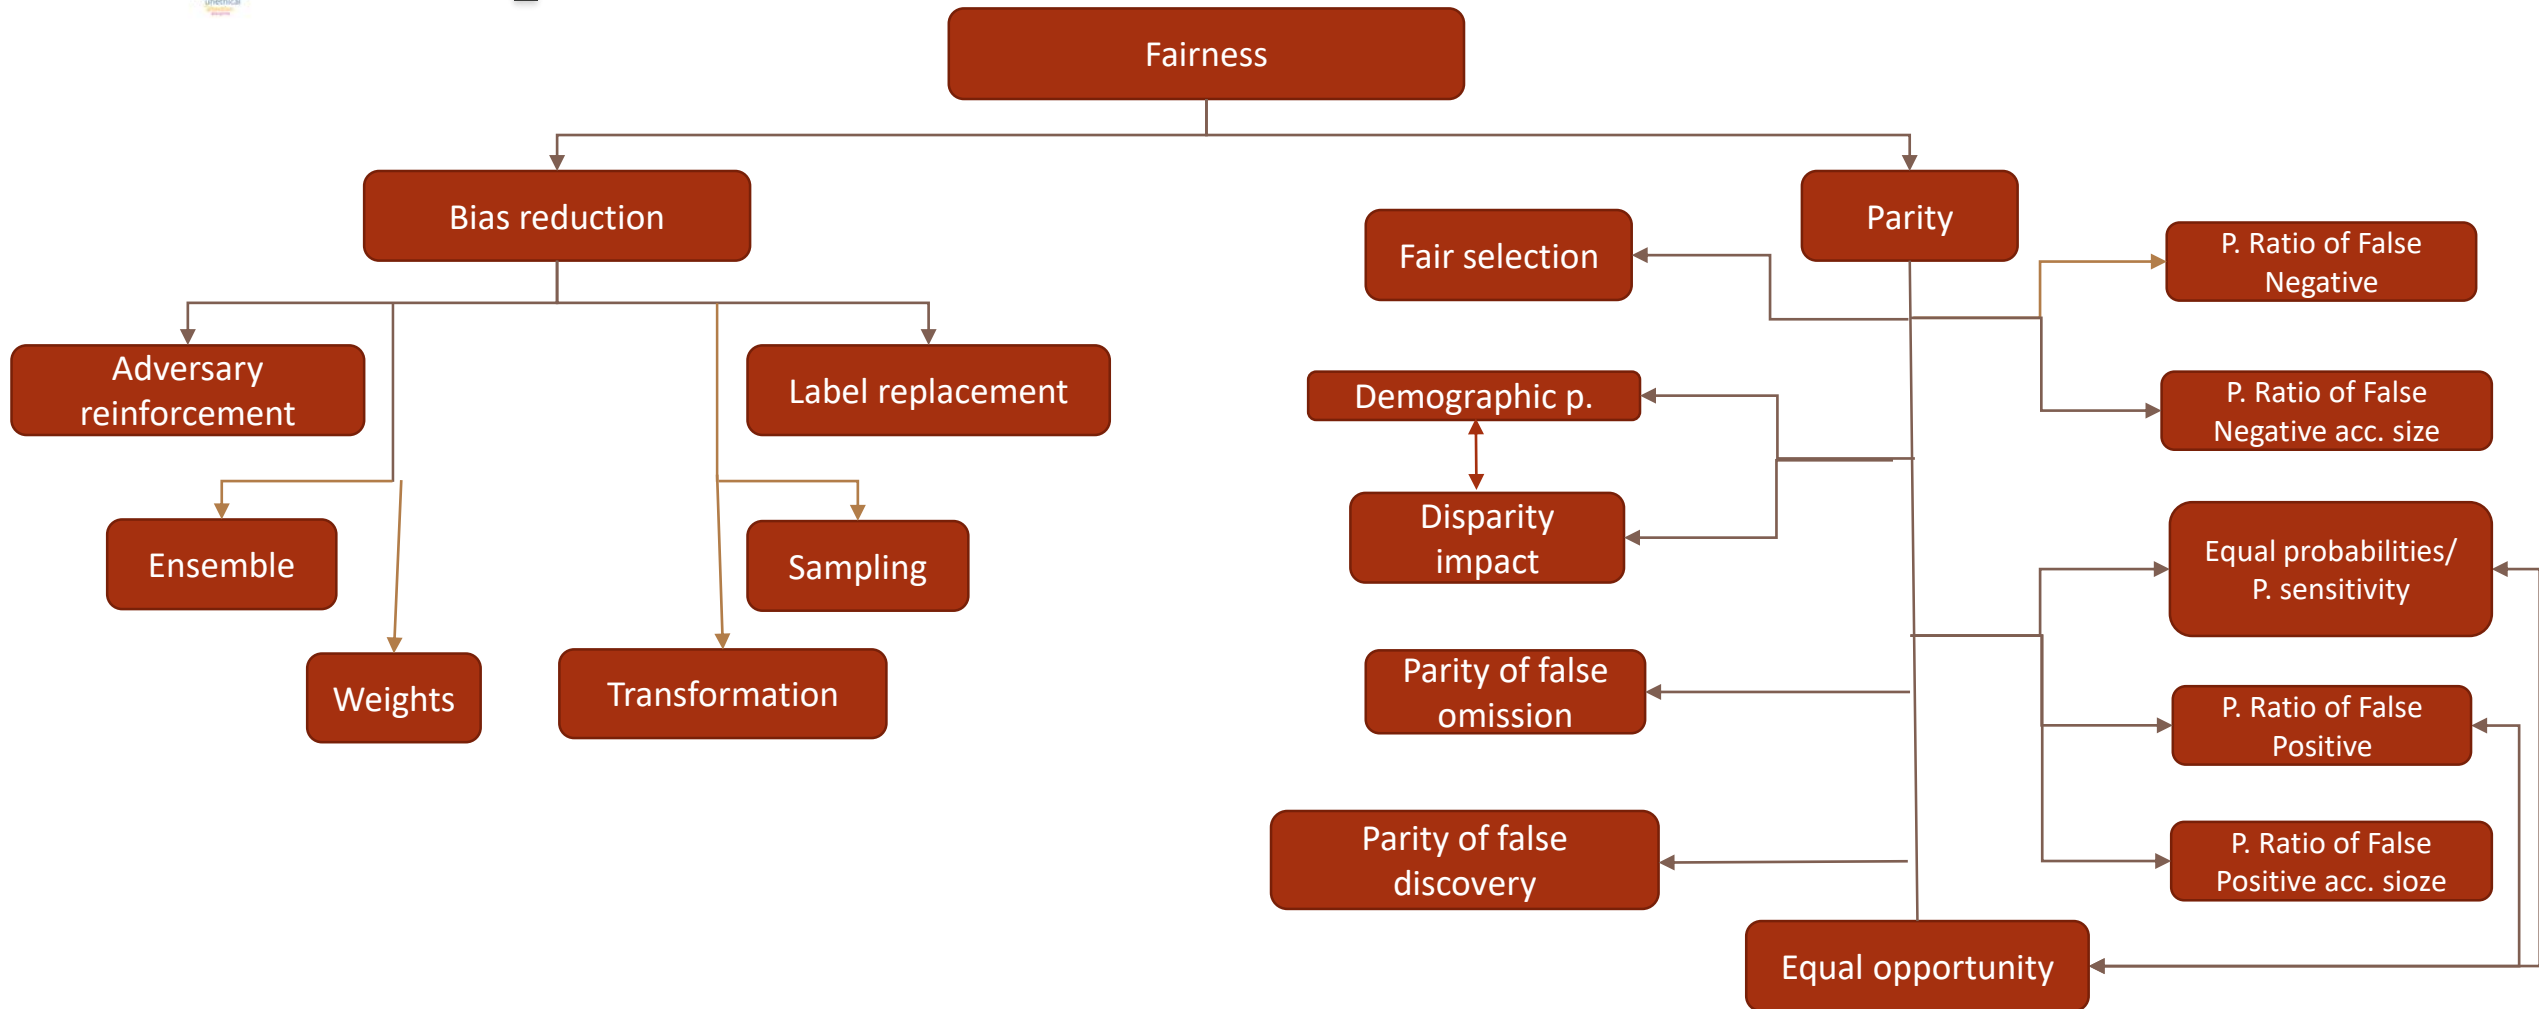 Fairness
Bias reduction
Parity
Fair selection
P. Ratio of False
Negative
Adversary
reinforcement
Label replacement
Demographic p.
P. Ratio of False
Negative acc. size
Ensemble
Sampling
Disparity
impact
Equal probabilities/
P. sensitivity
Weights
Transformation
Parity of false
omission
P. Ratio of False
Positive
Parity of false
discovery
P. Ratio of False
Positive acc. sioze
Equal opportunity